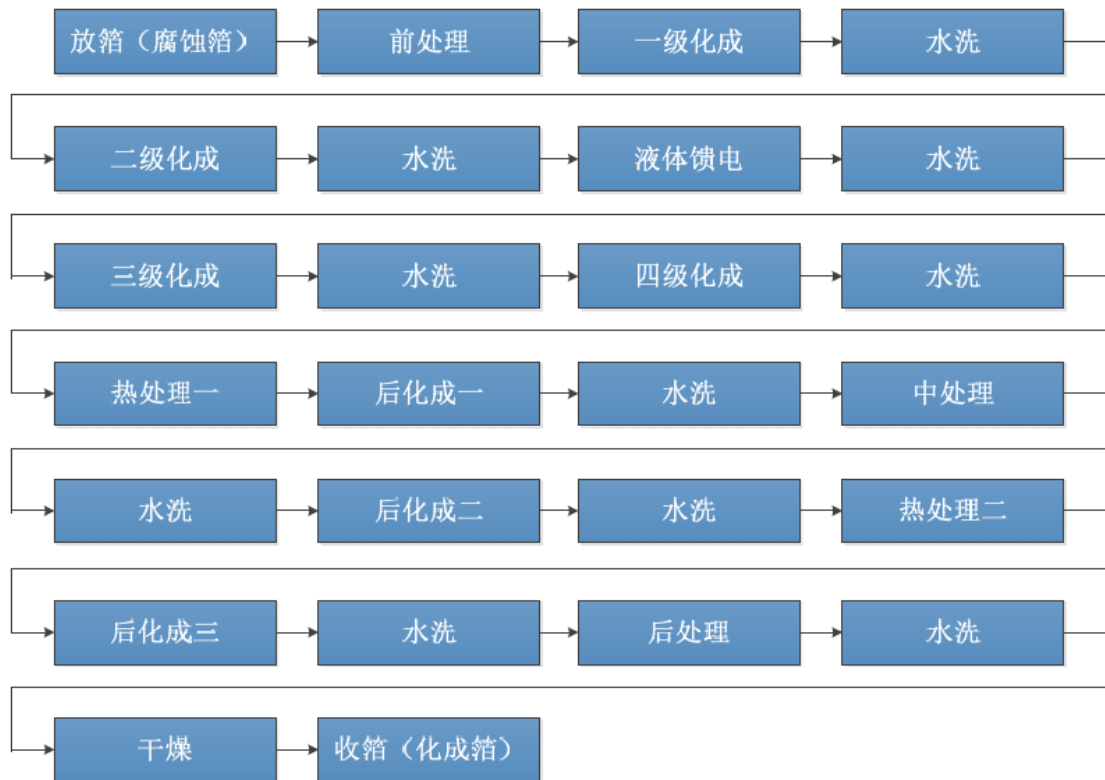 放箔（腐蚀箔）
前处理
一级化成
水洗
二级化成
水洗
液体馈电
水洗
三级化成
水洗
四级化成
水洗
热处理一
后化成一
水洗
中处理
水洗
后化成二
水洗
热处理二
后化成三
水洗
后处理
水洗
干燥
收箔（化成箔）